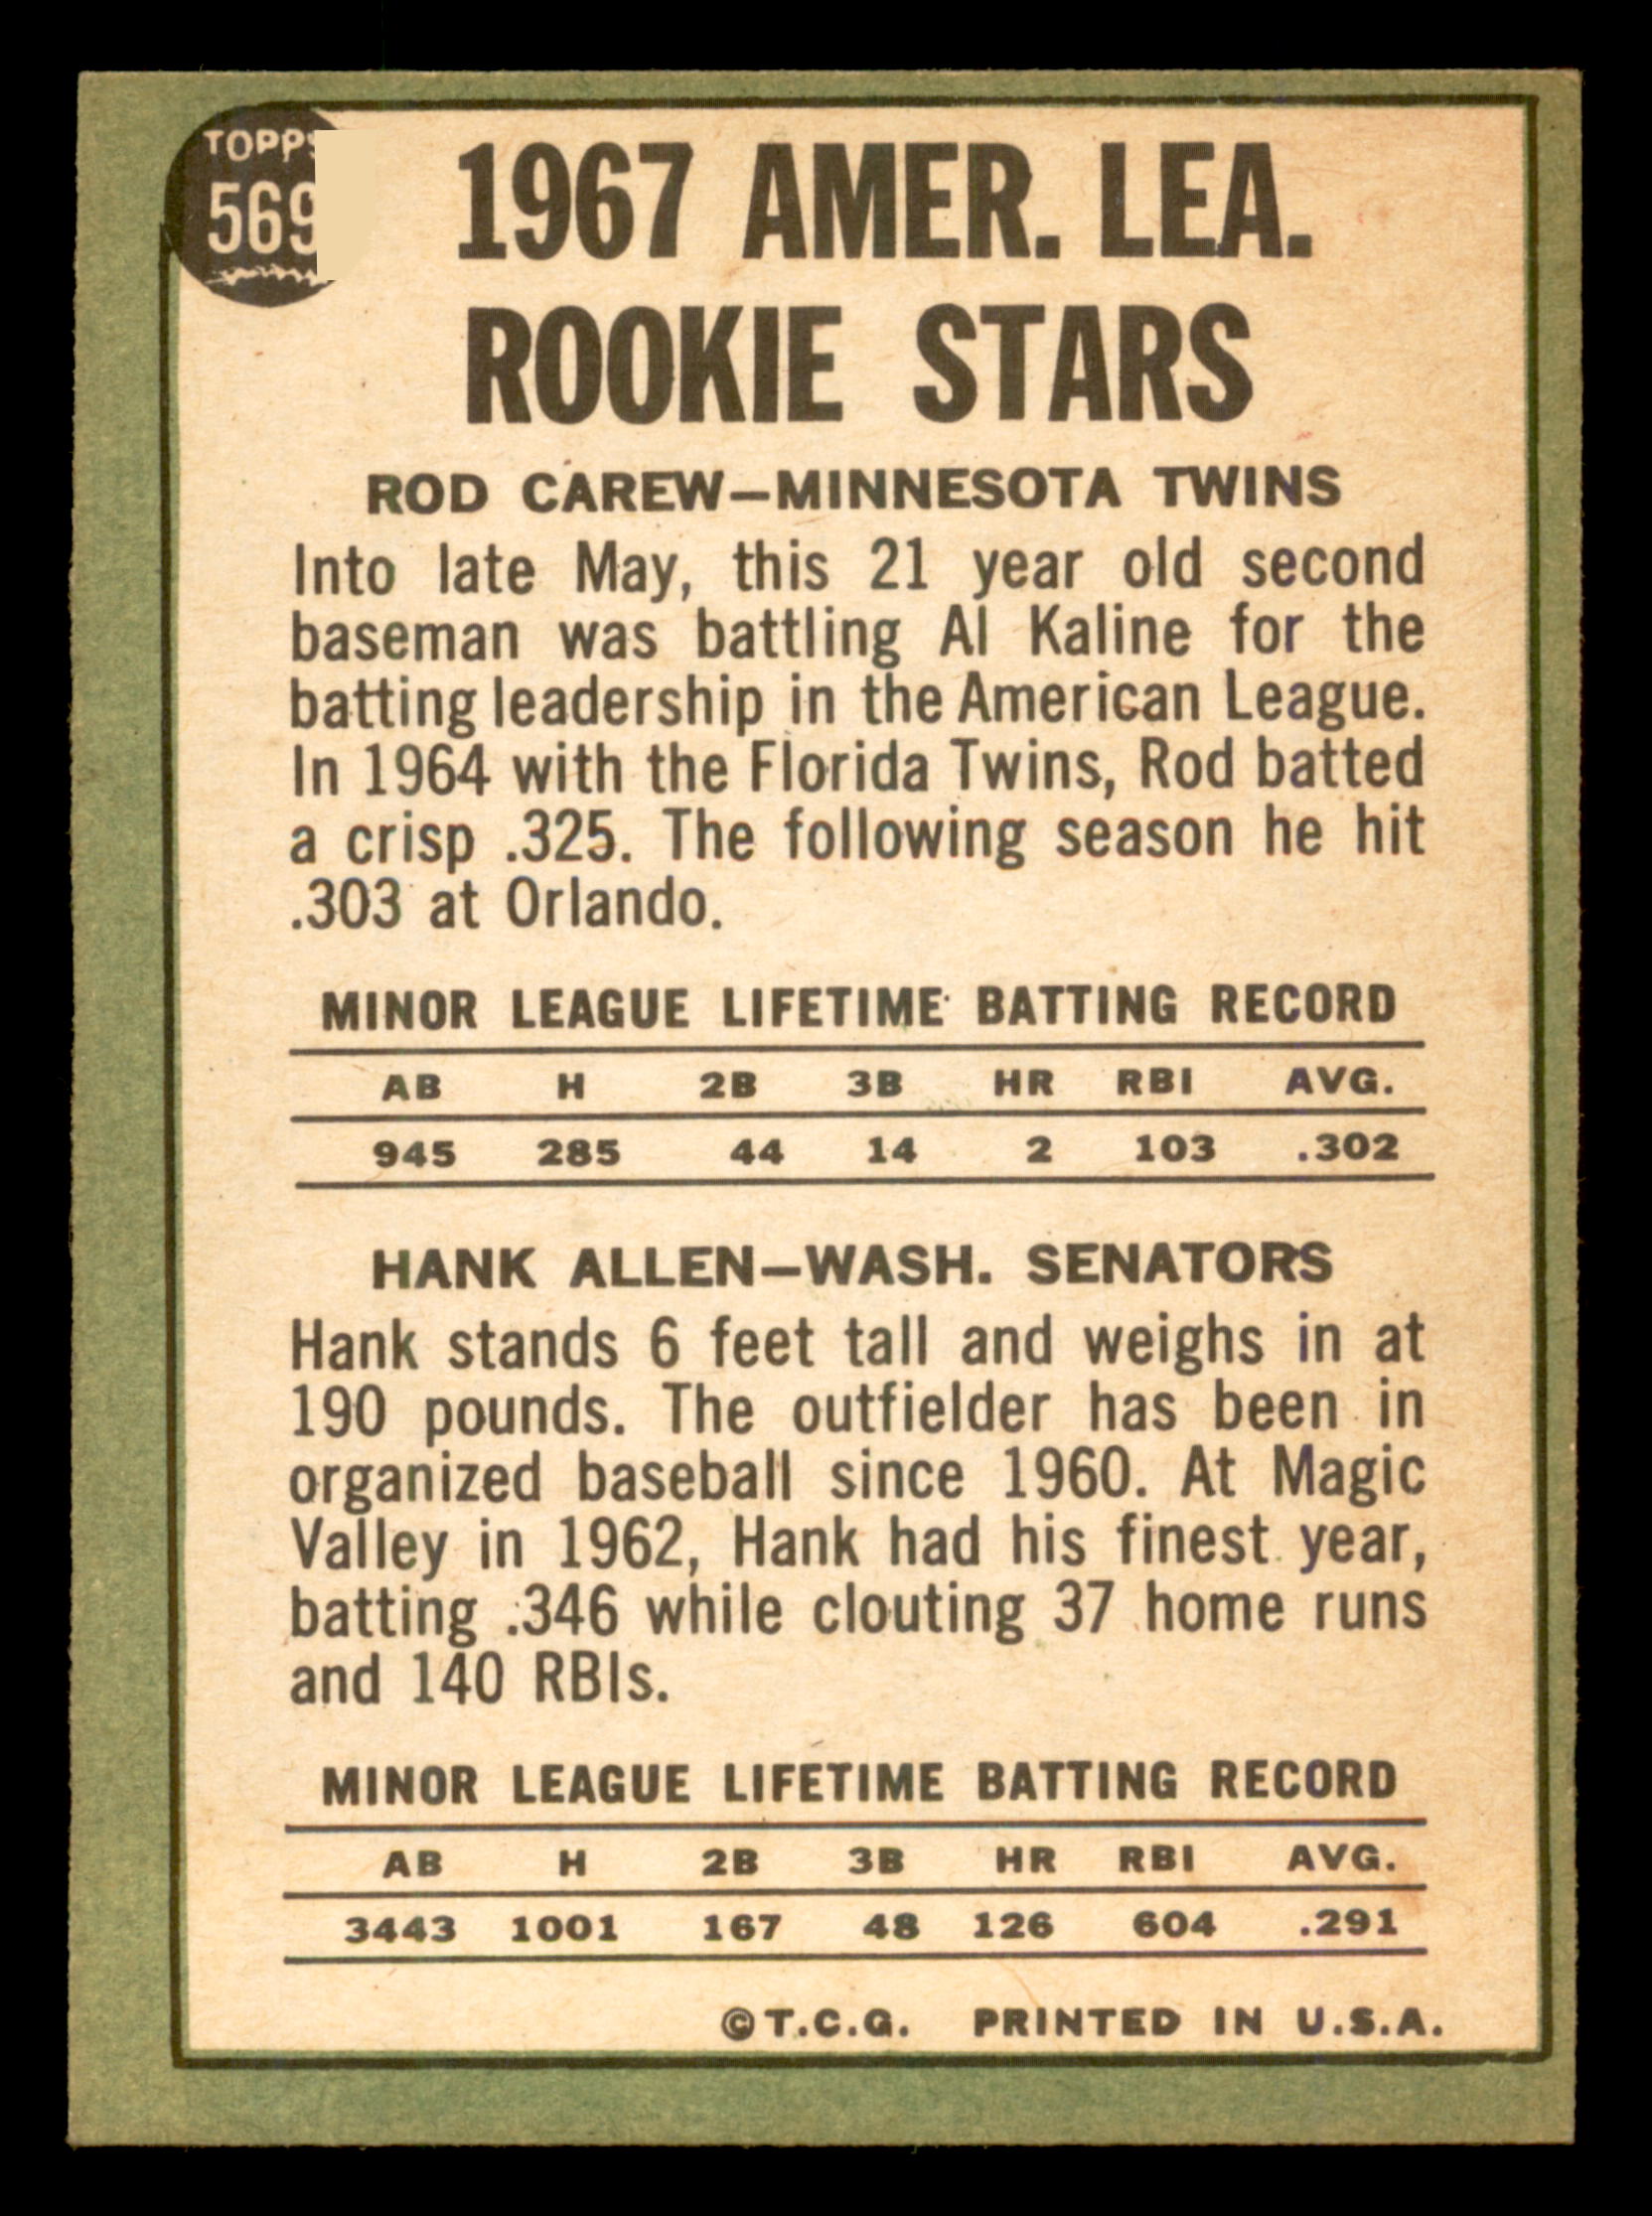 TOPPS
569
1967 AMER. LEA.
ROOKIE STARS
ROD CAREW—MINNESOTA TWINS
Into late May, this 21 year old second
baseman was battling Al Kaline for the
batting leadership in the American League.
In 1964 with the Florida Twins, Rod batted
a crisp .325. The following season he hit
.303 at Orlando.
MINOR LEAGUE LIFETIME BATTING RECORD
AB H 2B 3B HR RBI AVG.
945 285 44 14 2 103 .302
HANK ALLEN—WASH. SENATORS
Hank stands 6 feet tall and weighs in at
190 pounds. The outfielder has been in
organized baseball since 1960. At Magic
Valley in 1962, Hank had his finest year,
batting .346 while clouting 37 home runs
and 140 RBIs.
MINOR LEAGUE LIFETIME BATTING RECORD
AB H 2B 3B HR RBI AVG.
3443 1001 167 48 126 604 .291
©T.C.G. PRINTED IN U.S.A.